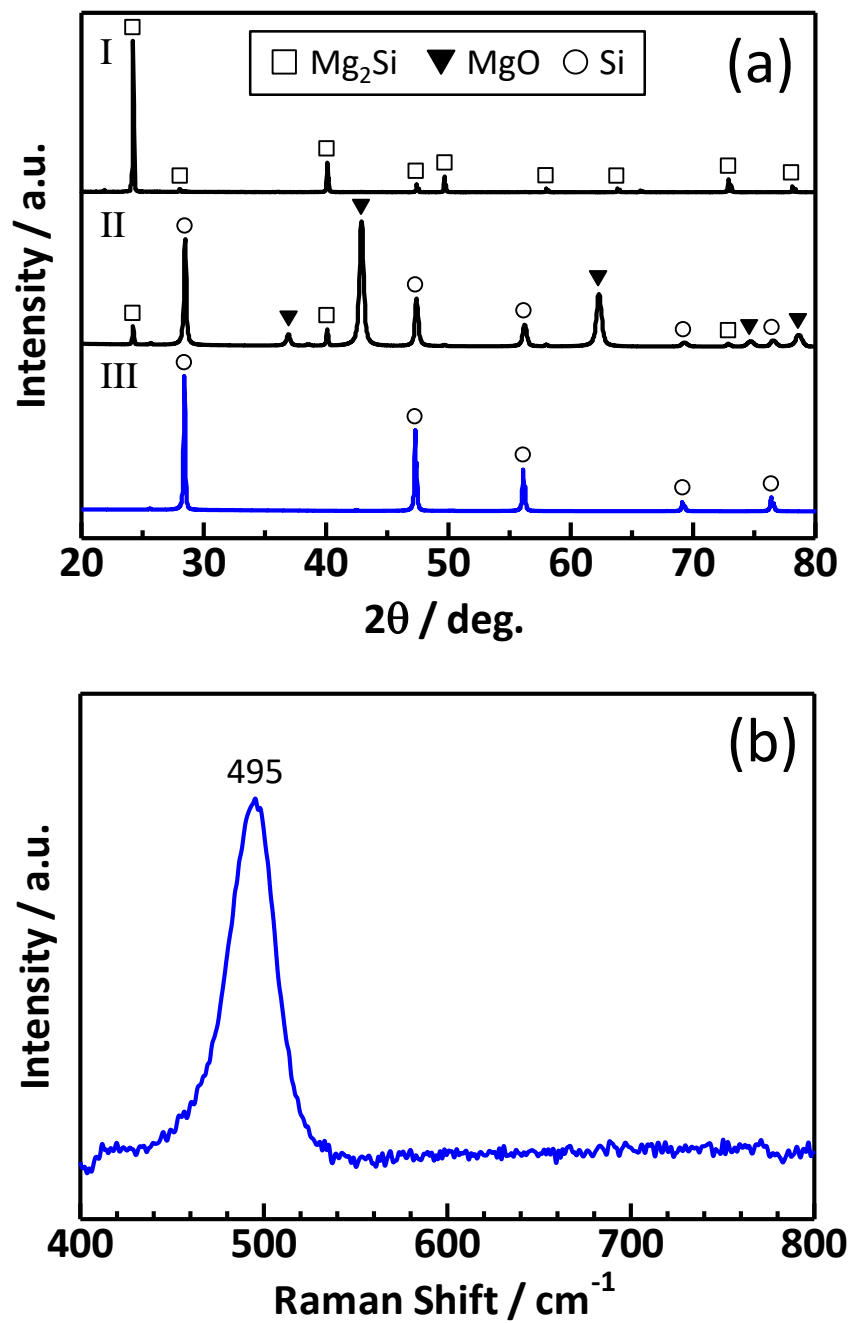 I
□ Mg₂Si ▼ MgO ○ Si
(a)
II
III
Intensity / a.u.
20 30 40 50 60 70 80
2θ / deg.
(b)
495
Intensity / a.u.
400 500 600 700 800
Raman Shift / cm⁻¹